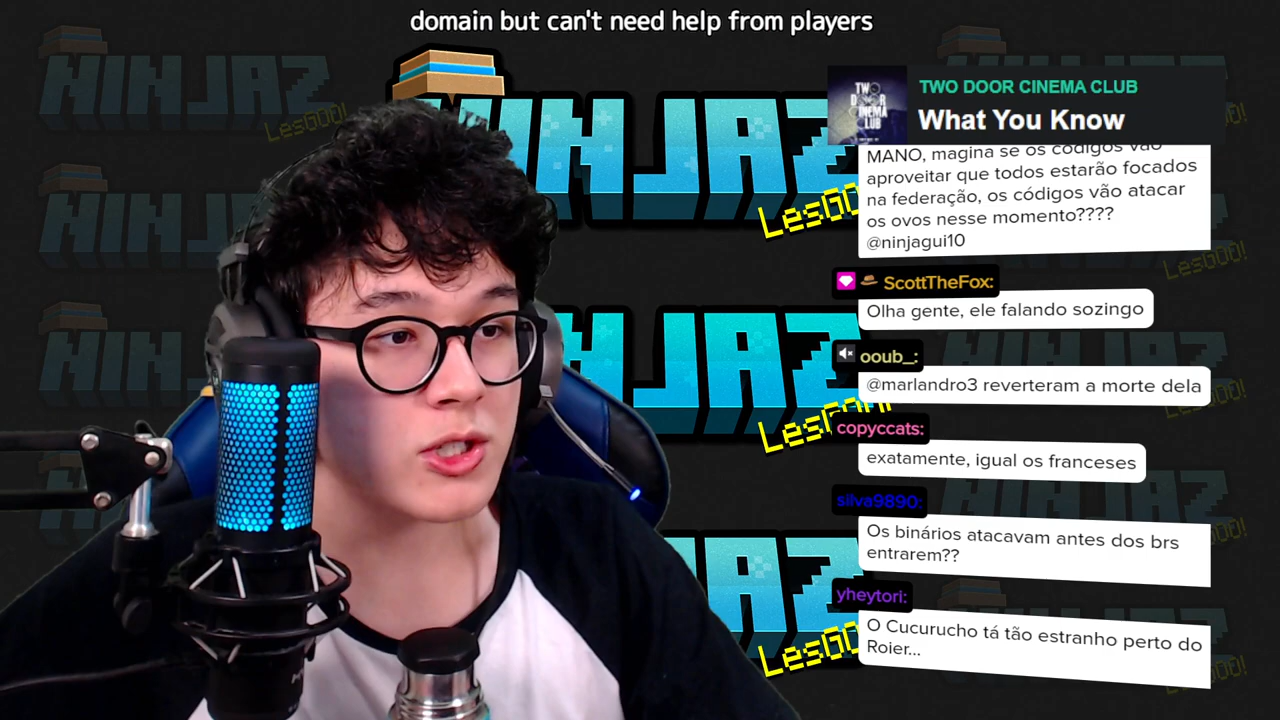 domain but can't need help from players
NINJAZ
LesGOO!
TWO DOOR CINEMA CLUB
What You Know
MANO, magina se os códigos vão
aproveitar que todos estarão focados
na federação, os códigos vão atacar
os ovos nesse momento????
@ninjagui10
ScottTheFox:
Olha gente, ele falando sozingo
ooub_:
@marlandro3 reverteram a morte dela
copyccats:
exatamente, igual os franceses
silva9890:
Os binários atacavam antes dos brs
entrarem??
yheytori:
O Cucurucho tá tão estranho perto do
Roier...